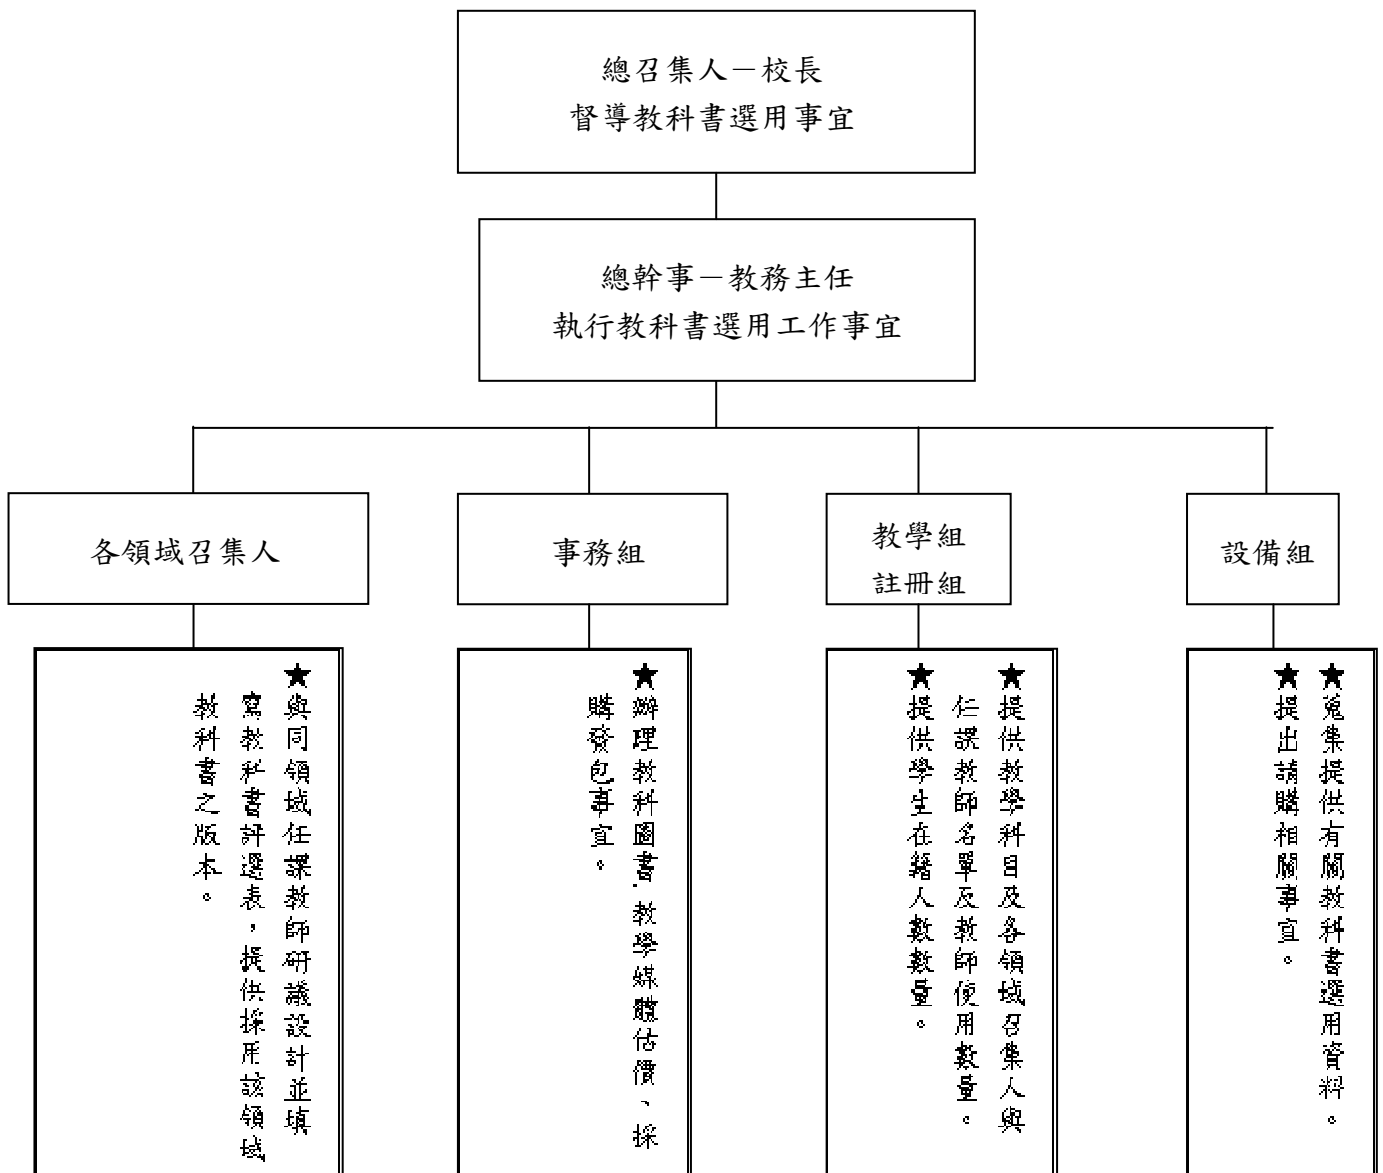 總召集人－校長
督導教科書選用事宜
總幹事－教務主任
執行教科書選用工作事宜
各領域召集人
事務組
教學組
註冊組
設備組
★與同領域任課教師研議設計並填
寫教科書評選表，提供採用該領域
教科書之版本。
★辦理教科圖書、教學媒體估價、採
購發包事宜。
★提供教學科目及各領域召集人與
任課教師名單及教師使用數量。
★提供學生在籍人數數量。
★蒐集提供有關教科書選用資料。
★提出請購相關事宜。